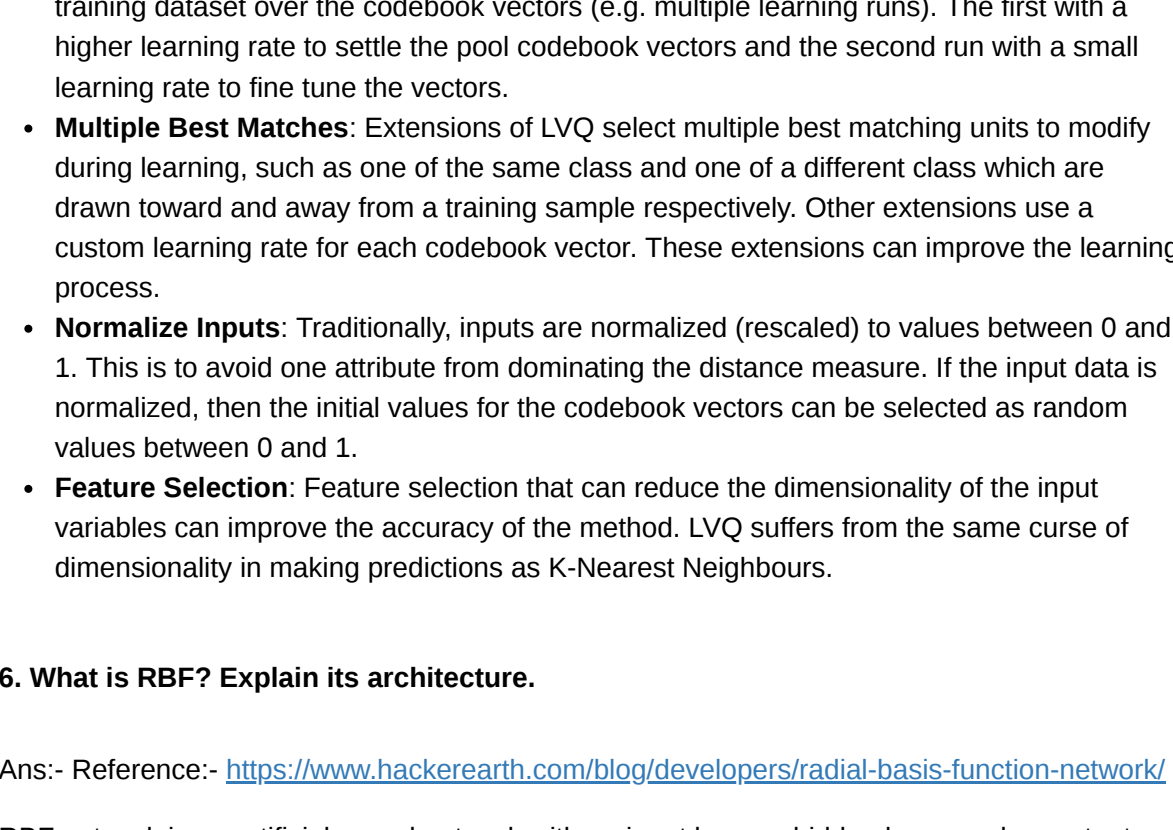 training dataset over the codebook vectors (e.g. multiple learning runs). The first with a
higher learning rate to settle the pool codebook vectors and the second run with a small
learning rate to fine tune the vectors.
• Multiple Best Matches: Extensions of LVQ select multiple best matching units to modify
during learning, such as one of the same class and one of a different class which are
drawn toward and away from a training sample respectively. Other extensions use a
custom learning rate for each codebook vector. These extensions can improve the learning
process.
• Normalize Inputs: Traditionally, inputs are normalized (rescaled) to values between 0 and
1. This is to avoid one attribute from dominating the distance measure. If the input data is
normalized, then the initial values for the codebook vectors can be selected as random
values between 0 and 1.
• Feature Selection: Feature selection that can reduce the dimensionality of the input
variables can improve the accuracy of the method. LVQ suffers from the same curse of
dimensionality in making predictions as K-Nearest Neighbours.
6. What is RBF? Explain its architecture.
Ans:- Reference:- https://www.hackerearth.com/blog/developers/radial-basis-function-network/